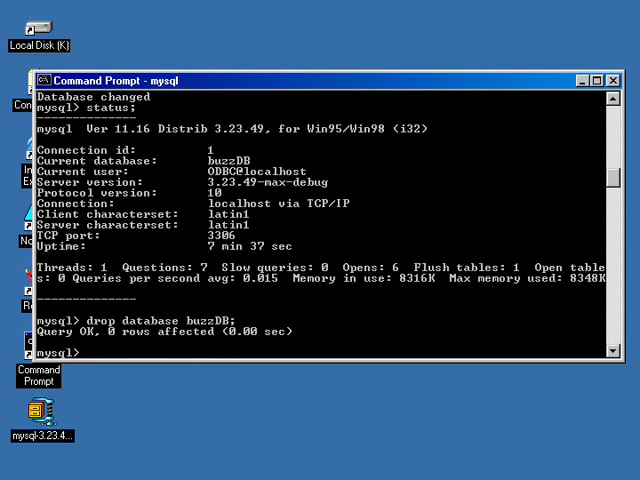 Local Disk (K)
Command Prompt - mysql
Database changed
mysql> status;
--------------
mysql  Ver 11.16 Distrib 3.23.49, for Win95/Win98 (i32)
Connection id:          1
Current database:       buzzDB
Current user:           ODBC@localhost
Server version:         3.23.49-max-debug
Protocol version:       10
Connection:             localhost via TCP/IP
Client characterset:    latin1
Server characterset:    latin1
TCP port:               3306
Uptime:                 7 min 37 sec
Threads: 1  Questions: 7  Slow queries: 0  Opens: 6  Flush tables: 1  Open table
s: 0 Queries per second avg: 0.015  Memory in use: 8316K  Max memory used: 8348K
--------------
mysql> drop database buzzDB;
Query OK, 0 rows affected (0.00 sec)
mysql>
Command
Prompt
mysql-3.23.4...